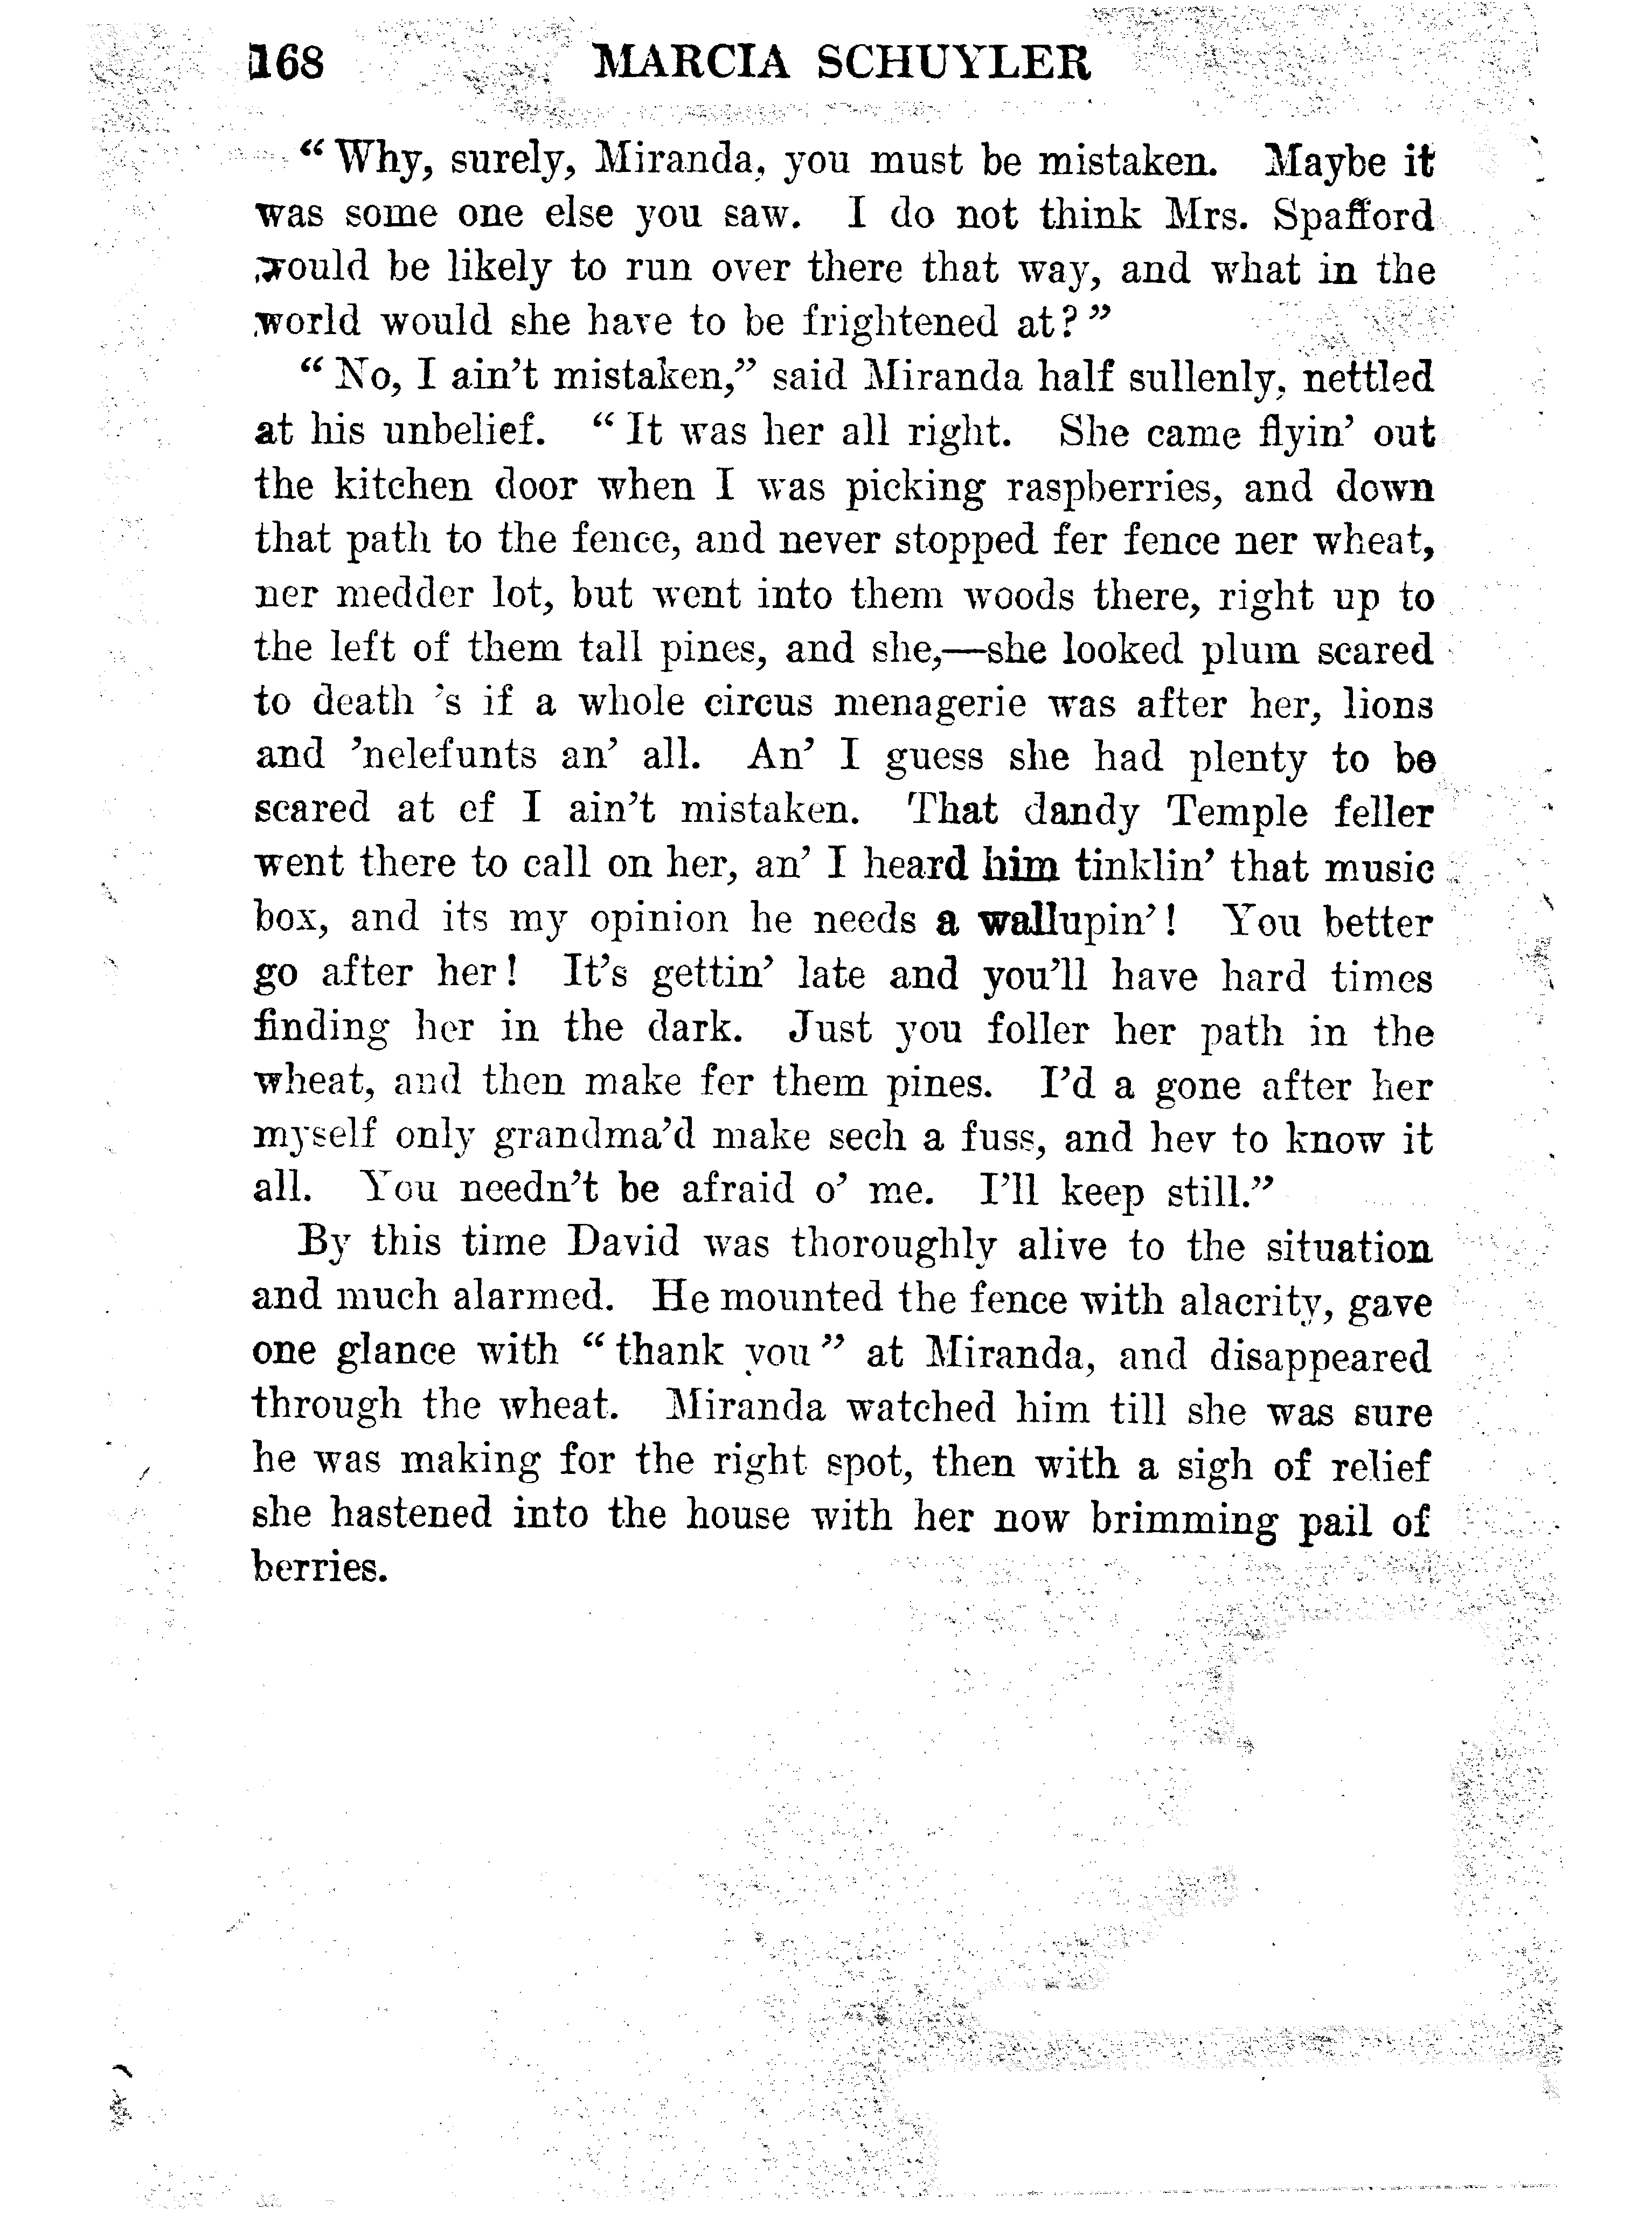 168 MARCIA SCHUYLER
“Why, surely, Miranda, you must be mistaken. Maybe it
was some one else you saw. I do not think Mrs. Spafford
would be likely to run over there that way, and what in the
world would she have to be frightened at?”
“No, I ain’t mistaken,” said Miranda half sullenly, nettled
at his unbelief. “It was her all right. She came flyin’ out
the kitchen door when I was picking raspberries, and down
that path to the fence, and never stopped fer fence ner wheat,
ner medder lot, but went into them woods there, right up to
the left of them tall pines, and she,—she looked plum scared
to death ’s if a whole circus menagerie was after her, lions
and ’nelefunts an’ all. An’ I guess she had plenty to be
scared at ef I ain’t mistaken. That dandy Temple feller
went there to call on her, an’ I heard him tinklin’ that music
box, and its my opinion he needs a wallupin’! You better
go after her! It’s gettin’ late and you’ll have hard times
finding her in the dark. Just you foller her path in the
wheat, and then make fer them pines. I’d a gone after her
myself only grandma’d make sech a fuss, and hev to know it
all. You needn’t be afraid o’ me. I’ll keep still.”
By this time David was thoroughly alive to the situation
and much alarmed. He mounted the fence with alacrity, gave
one glance with “thank you” at Miranda, and disappeared
through the wheat. Miranda watched him till she was sure
he was making for the right spot, then with a sigh of relief
she hastened into the house with her now brimming pail of
berries.